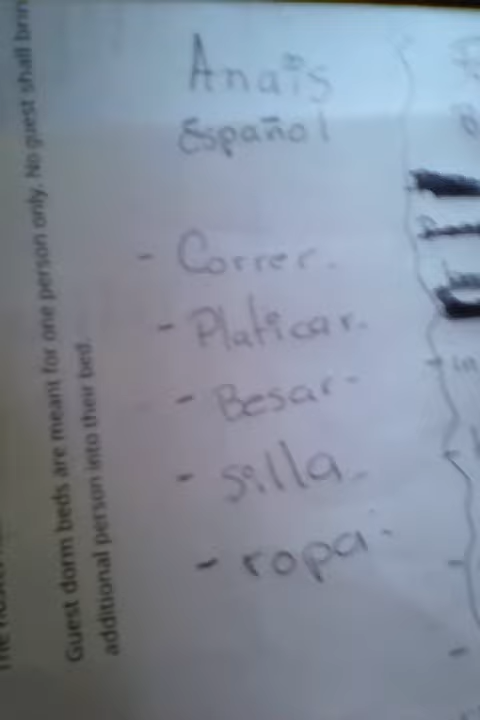 Anaïs
Español
- Correr.
- Platicar.
- Besar-
- silla.
- ropa.
Guest dorm beds are meant for one person only. No guest shall brin
additional person into their bed.